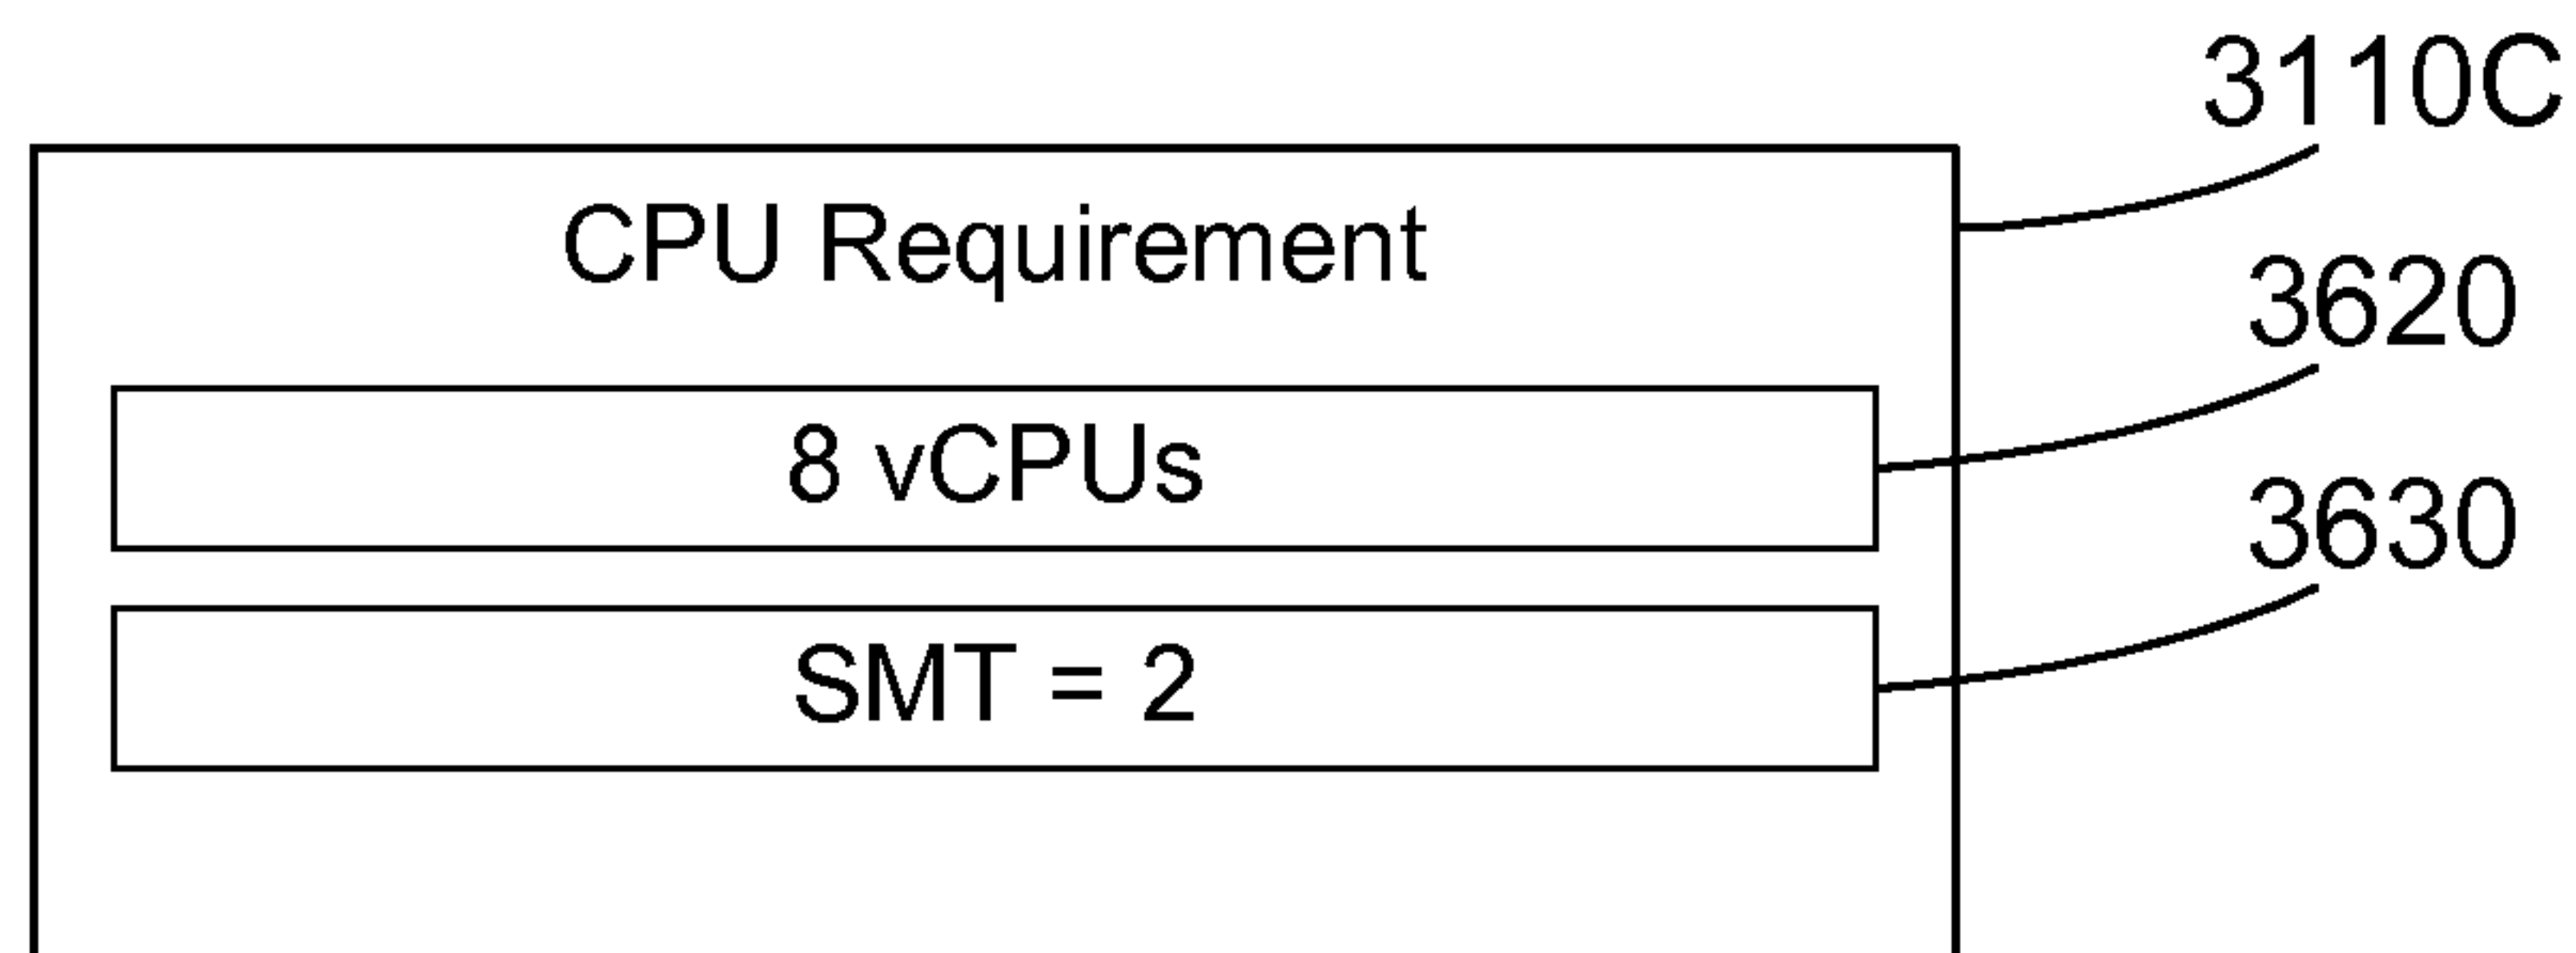 3110C
CPU Requirement
3620
8 vCPUs
3630
SMT = 2